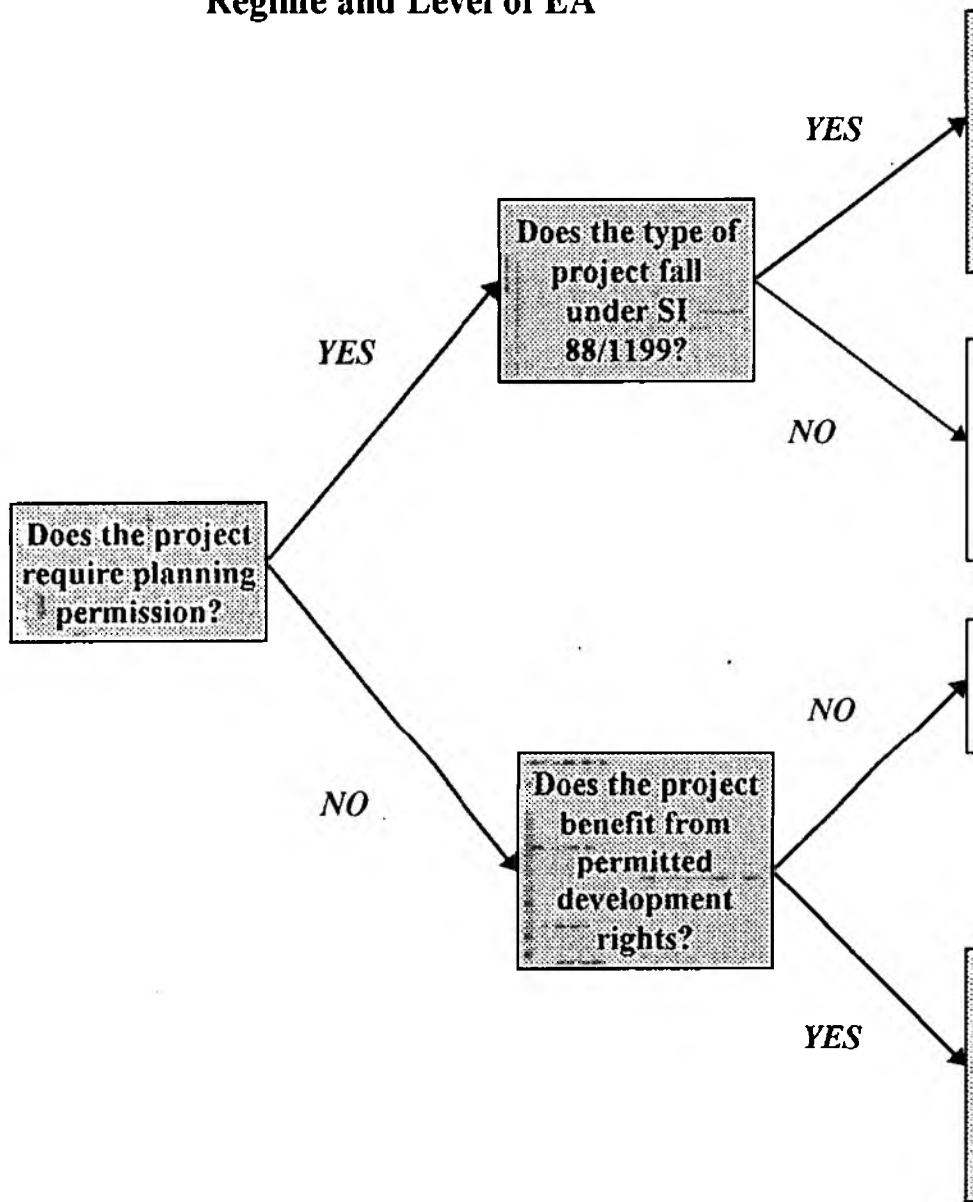 Regime and Level of EA
YES
Does the type of
project fall
under SI
88/1199?
YES
NO
Does the project
require planning
permission?
NO
NO
Does the project
benefit from
permitted
development
rights?
YES